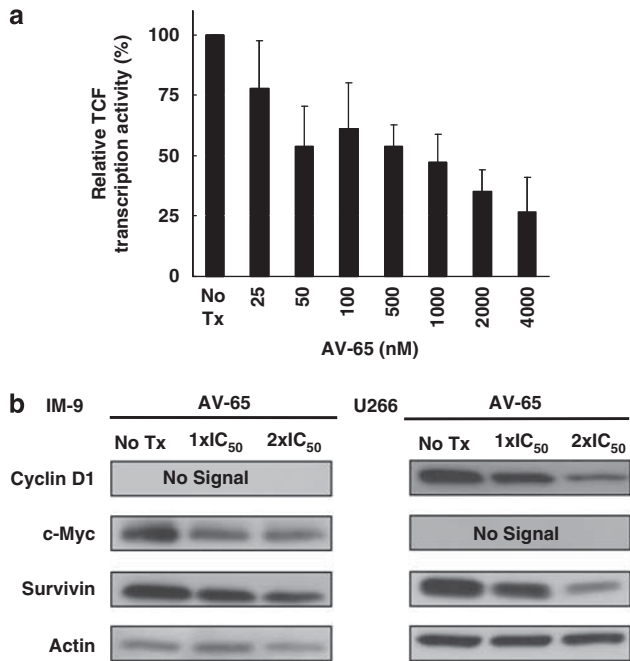 a
Relative TCF
transcription activity (%)
100
75
50
25
0
No Tx 25 50 100 500 1000 2000 4000
AV-65 (nM)
b IM-9 AV-65 U266 AV-65
No Tx 1xIC50 2xIC50 No Tx 1xIC50 2xIC50
Cyclin D1 No Signal
c-Myc No Signal
Survivin
Actin